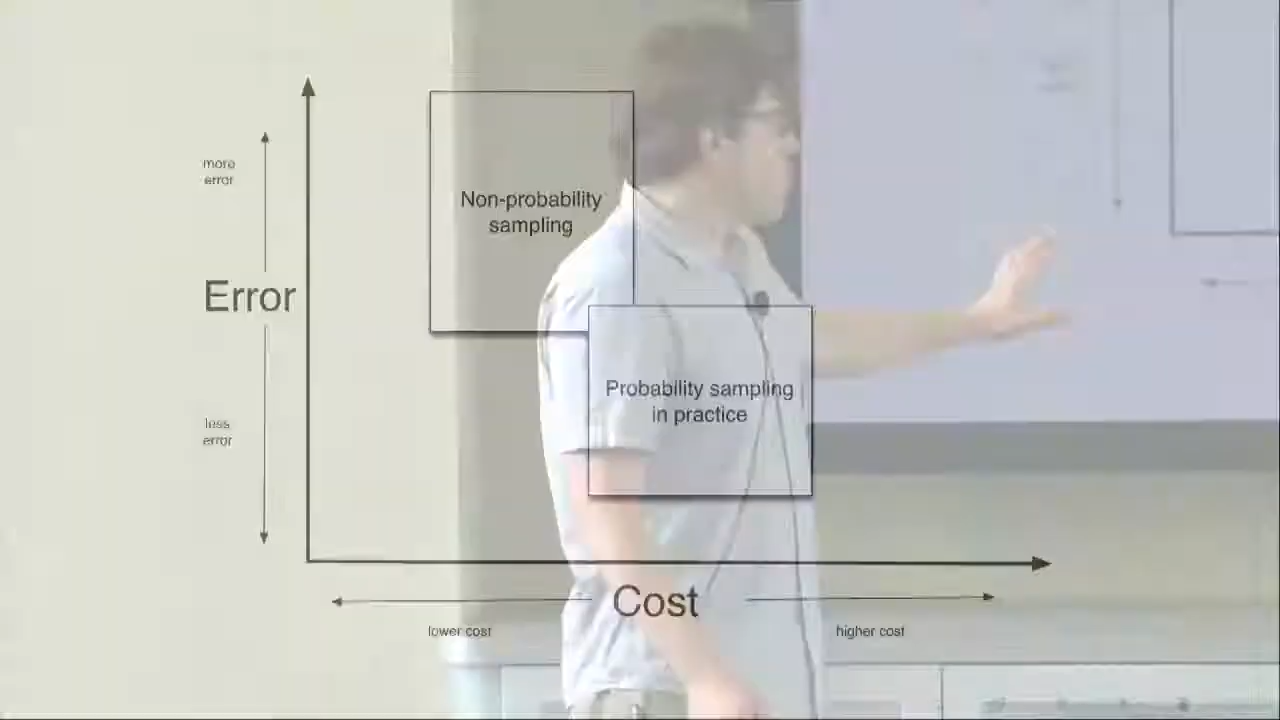 more
error
Non-probability
sampling
Error
Probability sampling
in practice
less
error
Cost
lower cost
higher cost